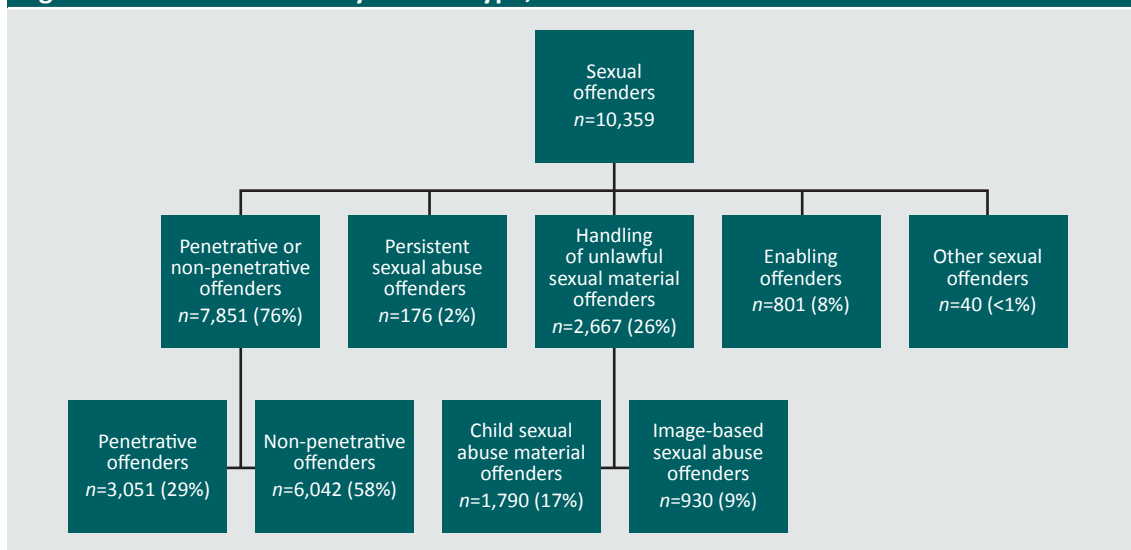 Sexual
offenders
n=10,359
Penetrative or
non-penetrative
offenders
n=7,851 (76%)
Persistent
sexual abuse
offenders
n=176 (2%)
Handling
of unlawful
sexual material
offenders
n=2,667 (26%)
Enabling
offenders
n=801 (8%)
Other sexual
offenders
n=40 (<1%)
Penetrative
offenders
n=3,051 (29%)
Non-penetrative
offenders
n=6,042 (58%)
Child sexual
abuse material
offenders
n=1,790 (17%)
Image-based
sexual abuse
offenders
n=930 (9%)